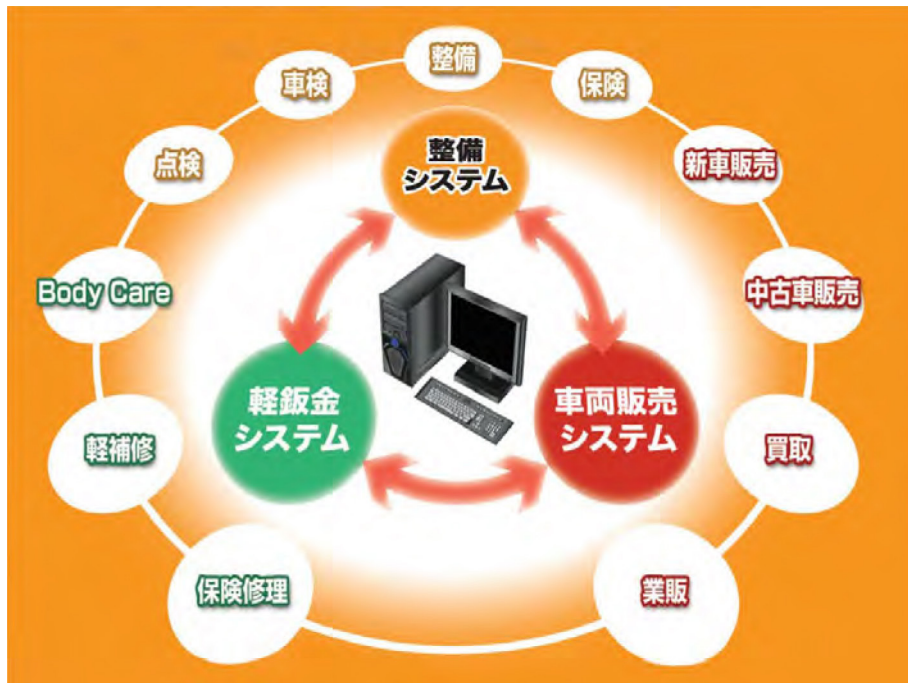 整備
車検
保険
点検
新車販売
整備
システム
Body Care
中古車販売
軽鈑金
システム
車両販売
システム
軽補修
買取
保険修理
業販